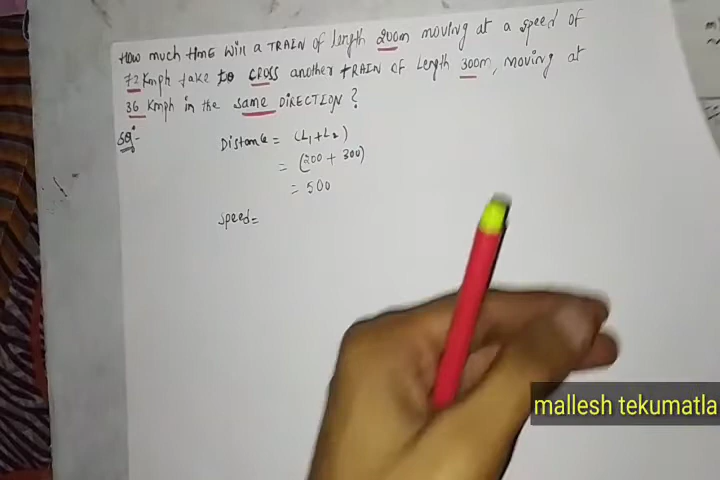 How much time will a TRAIN of length 200m moving at a speed of
72 Kmph take to CROSS another TRAIN of Length 300m, moving at
36 Kmph in the same DIRECTION ?
Sol:-
Distance = (L₁+L₂)
= (200 + 300)
= 500
Speed =
mallesh tekumatla